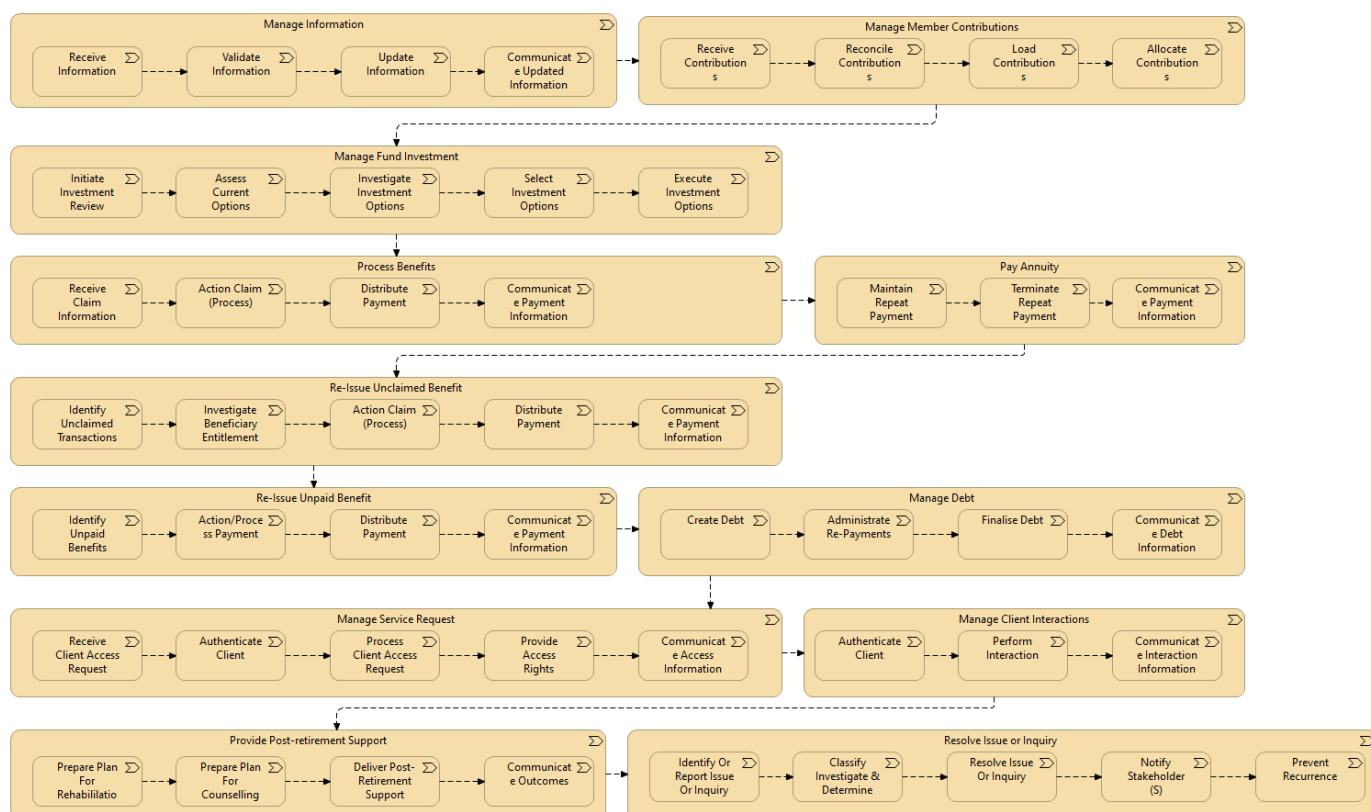 Manage Information
Receive
Information
Validate
Information
Update
Information
Communicat
e Updated
Information
Manage Member Contributions
Receive
Contribution
s
Reconcile
Contribution
s
Load
Contribution
s
Allocate
Contribution
s
Manage Fund Investment
Initiate
Investment
Review
Assess
Current
Options
Investigate
Investment
Options
Select
Investment
Options
Execute
Investment
Options
Process Benefits
Receive
Claim
Information
Action Claim
(Process)
Distribute
Payment
Communicat
e Payment
Information
Pay Annuity
Maintain
Repeat
Payment
Terminate
Repeat
Payment
Communicat
e Payment
Information
Re-Issue Unclaimed Benefit
Identify
Unclaimed
Transactions
Investigate
Beneficiary
Entitlement
Action Claim
(Process)
Distribute
Payment
Communicat
e Payment
Information
Re-Issue Unpaid Benefit
Identify
Unpaid
Benefits
Action/Proce
ss Payment
Distribute
Payment
Communicat
e Payment
Information
Manage Debt
Create Debt
Administrate
Re-Payments
Finalise Debt
Communicat
e Debt
Information
Manage Service Request
Receive
Client Access
Request
Authenticate
Client
Process
Client Access
Request
Provide
Access
Rights
Communicat
e Access
Information
Manage Client Interactions
Authenticate
Client
Perform
Interaction
Communicat
e Interaction
Information
Provide Post-retirement Support
Prepare Plan
For
Rehabililatio
Prepare Plan
For
Counselling
Deliver Post-
Retirement
Support
Communicat
e Outcomes
Resolve Issue or Inquiry
Identify Or
Report Issue
Or Inquiry
Classify
Investigate &
Determine
Resolve Issue
Or Inquiry
Notify
Stakeholder
(S)
Prevent
Recurrence